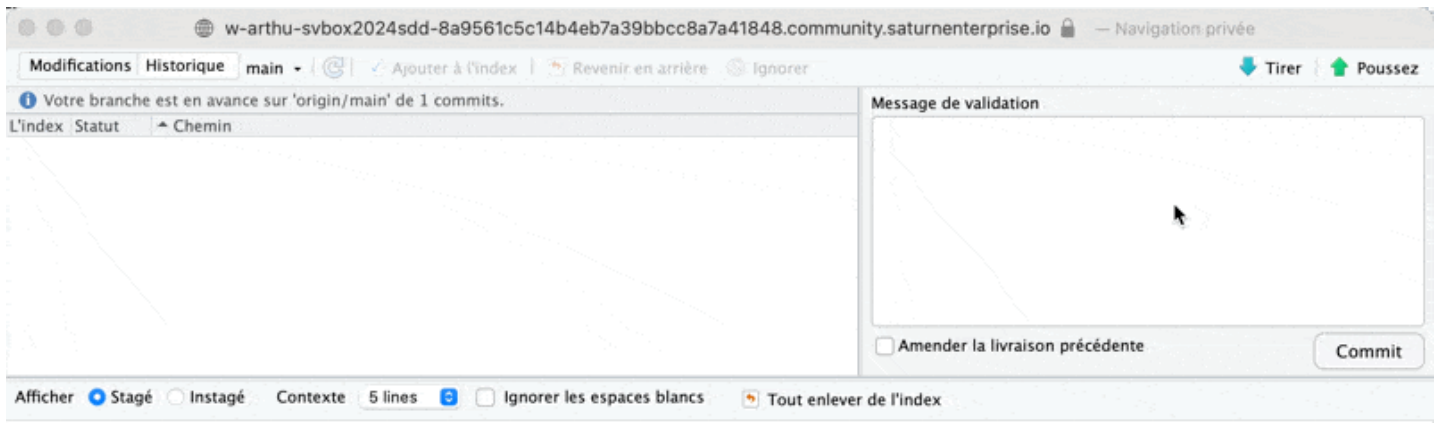 w-arthu-svbox2024sdd-8a9561c5c14b4eb7a39bbcc8a7a41848.community.saturnenterprise.io — Navigation privée
Modifications Historique main Ajouter à l'index Revenir en arrière Ignorer Tirer Poussez
Votre branche est en avance sur 'origin/main' de 1 commits.
Message de validation
L'index Statut Chemin
Amender la livraison précédente
Commit
Afficher Stagé Instagé Contexte 5 lines Ignorer les espaces blancs Tout enlever de l'index